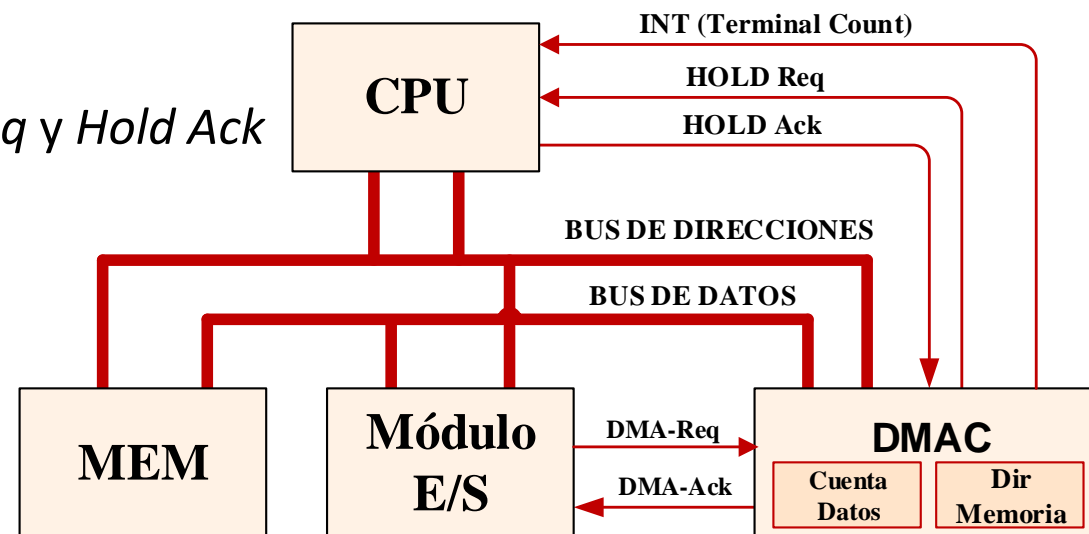 INT (Terminal Count)
CPU
HOLD Req
q y Hold Ack
HOLD Ack
BUS DE DIRECCIONES
BUS DE DATOS
MEM
Módulo
E/S
DMA-Req
DMA-Ack
DMAC
Cuenta
Datos
Dir
Memoria